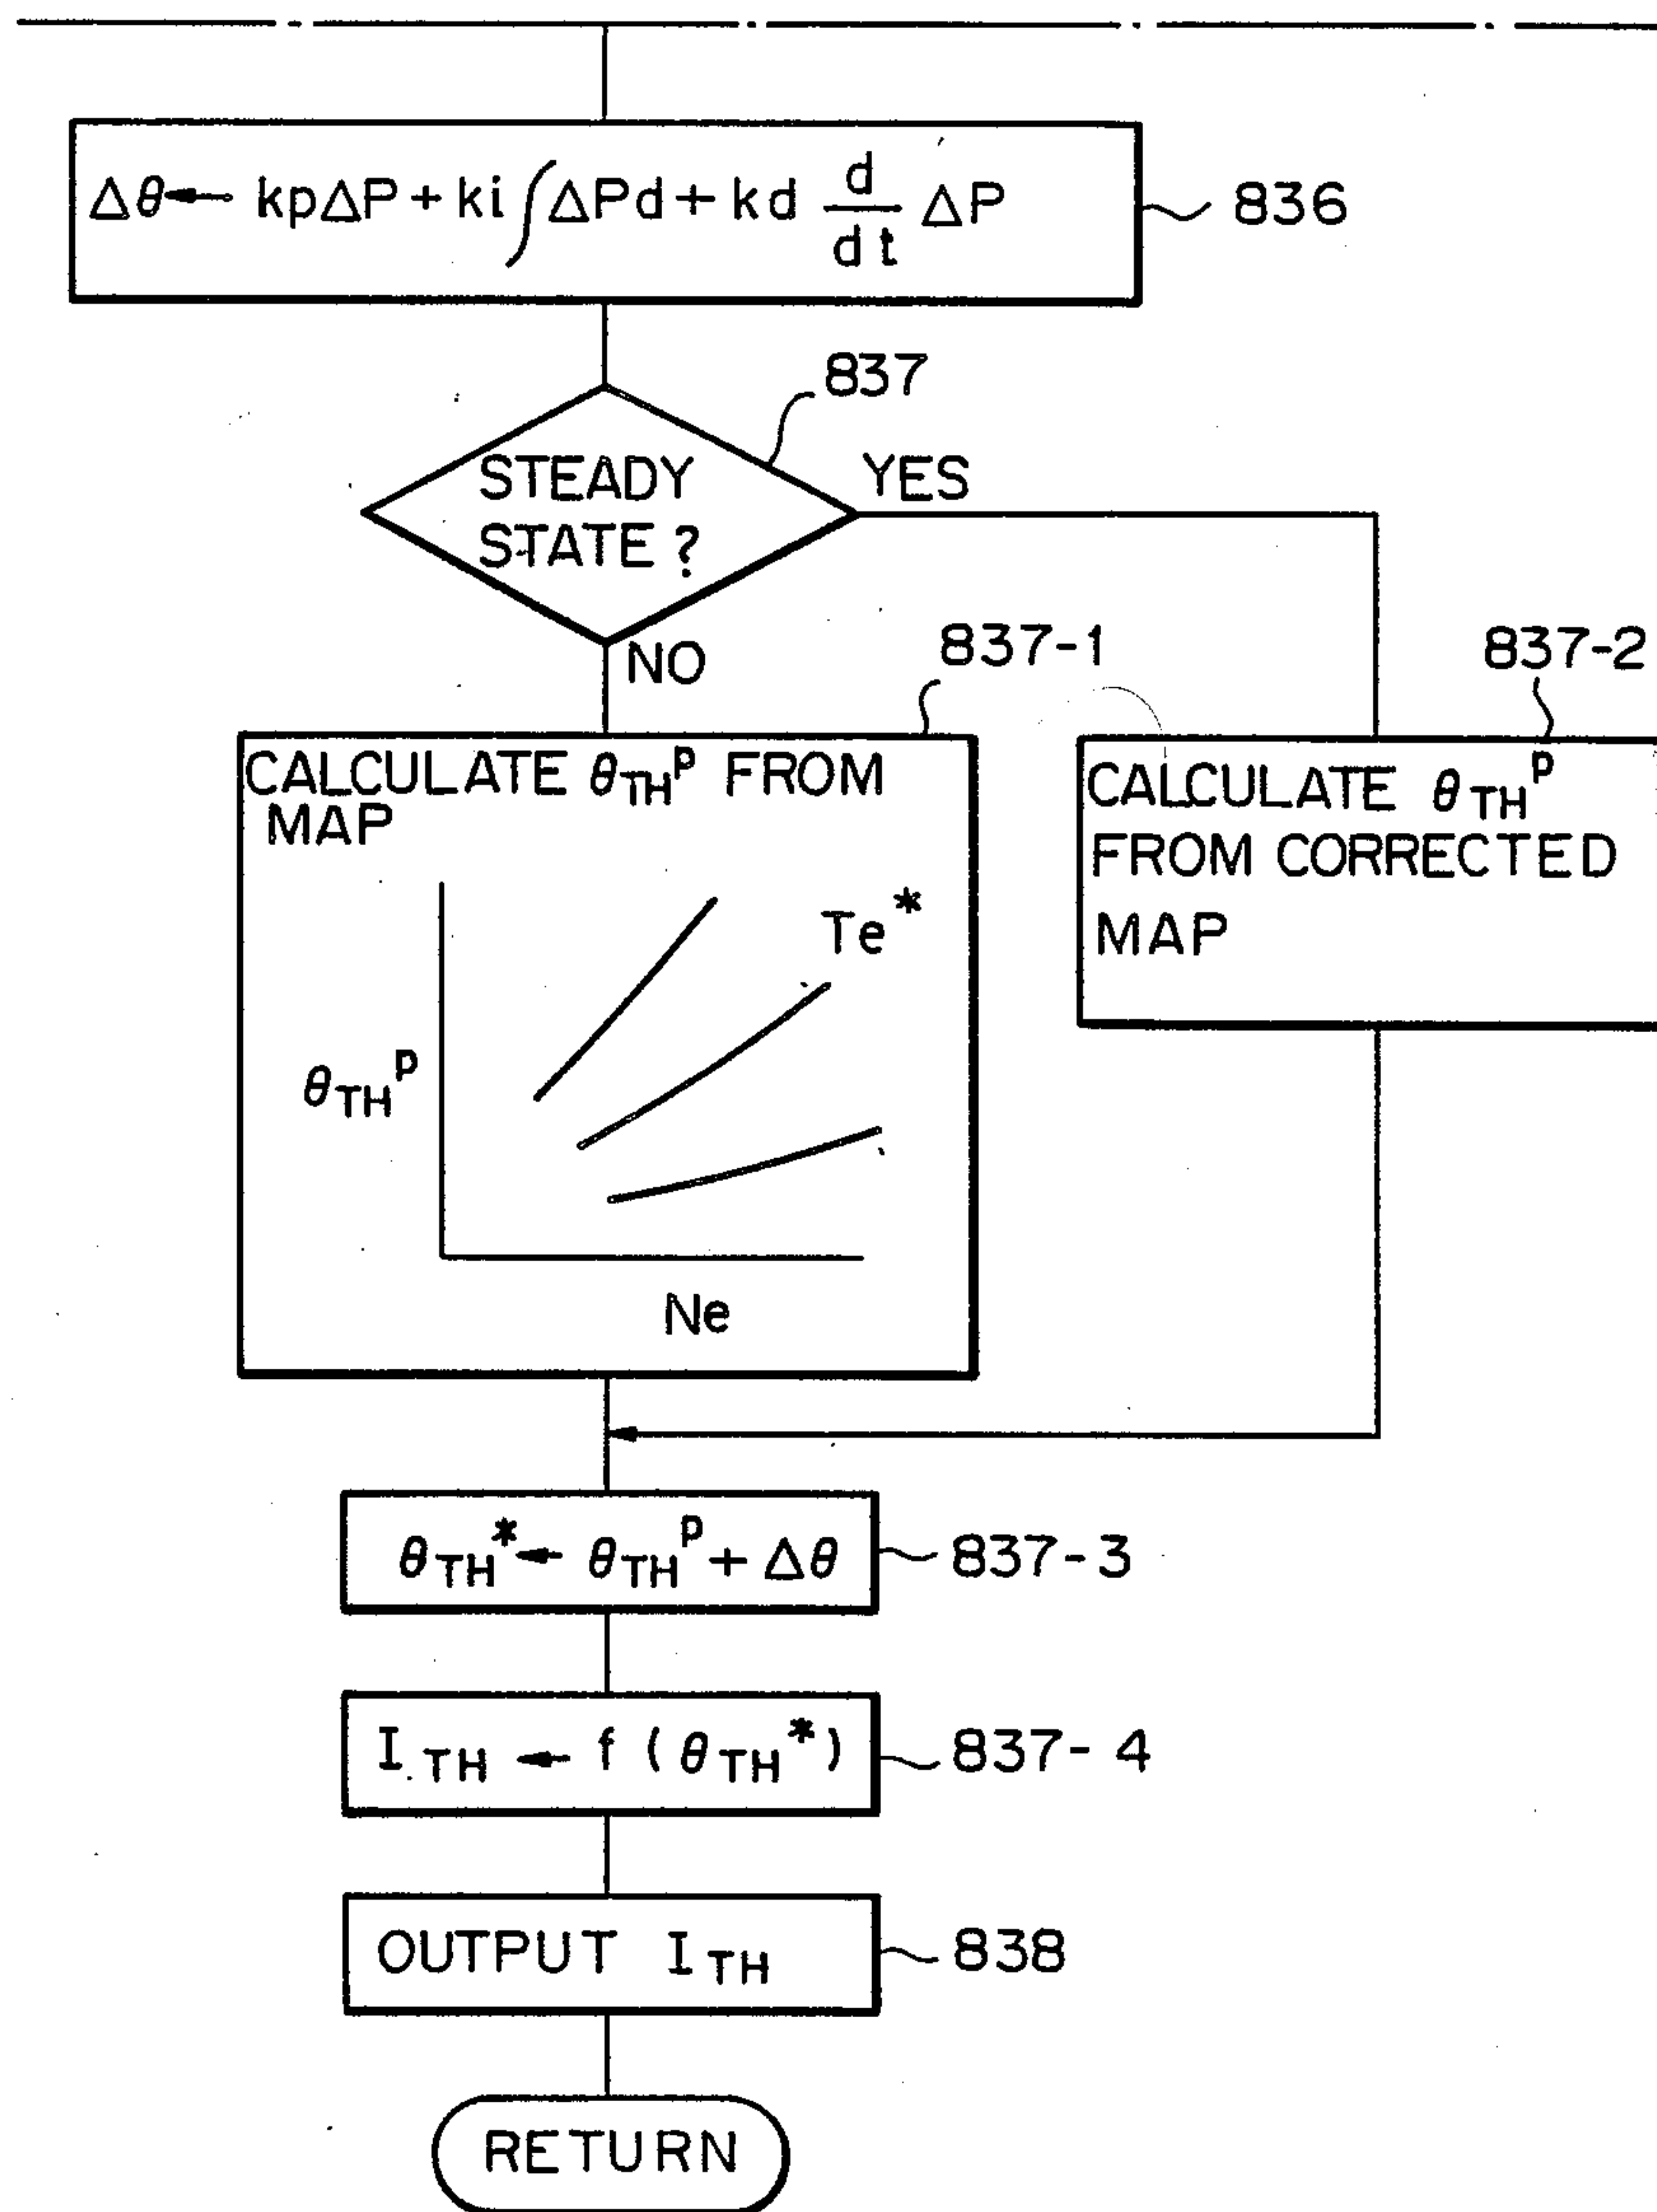 Δθ ← kpΔP + ki ∫ΔPd + kd d/dt ΔP
836
837
STEADY
STATE ?
YES
NO
837-1
837-2
CALCULATE θTH^P FROM
MAP
Te*
θTH^P
Ne
CALCULATE θTH^P
FROM CORRECTED
MAP
θTH* ← θTH^P + Δθ
837-3
ITH ← f (θTH*)
837-4
OUTPUT ITH
838
RETURN